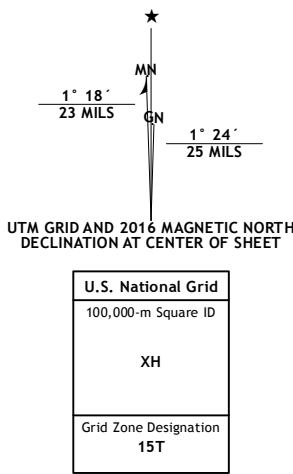 MN
1° 18´
23 MILS
GN
1° 24´
25 MILS
UTM GRID AND 2016 MAGNETIC NORTH
DECLINATION AT CENTER OF SHEET
U.S. National Grid
100,000-m Square ID
XH
Grid Zone Designation
15T